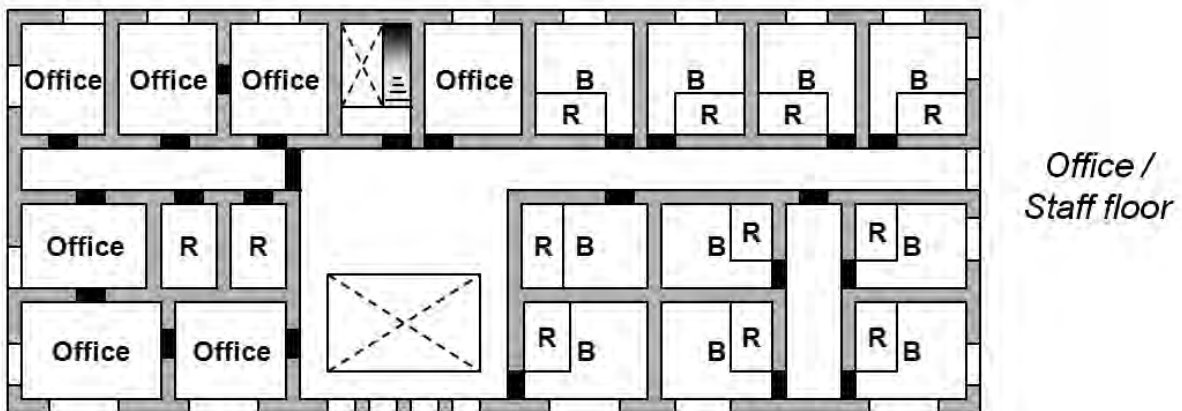 Office Office Office Office B B B B
R R R R
Office /
Staff floor
Office R R R B B R R B
Office Office R B B R R B